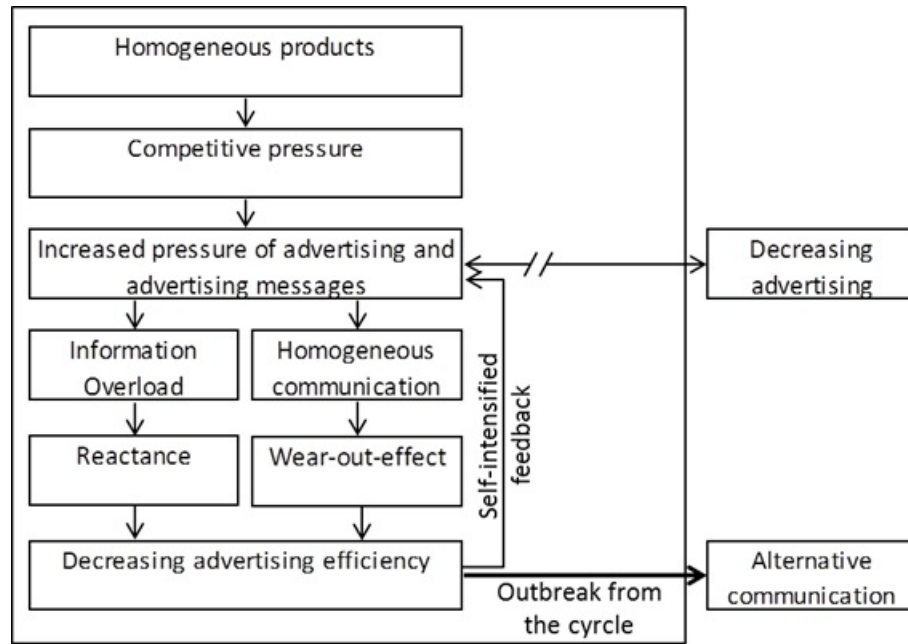 Homogeneous products
Competitive pressure
Increased pressure of advertising and
advertising messages
Decreasing
advertising
Information
Overload
Homogeneous
communication
Self-intensified
feedback
Reactance
Wear-out-effect
Decreasing advertising efficiency
Outbreak from
the cyrcle
Alternative
communication